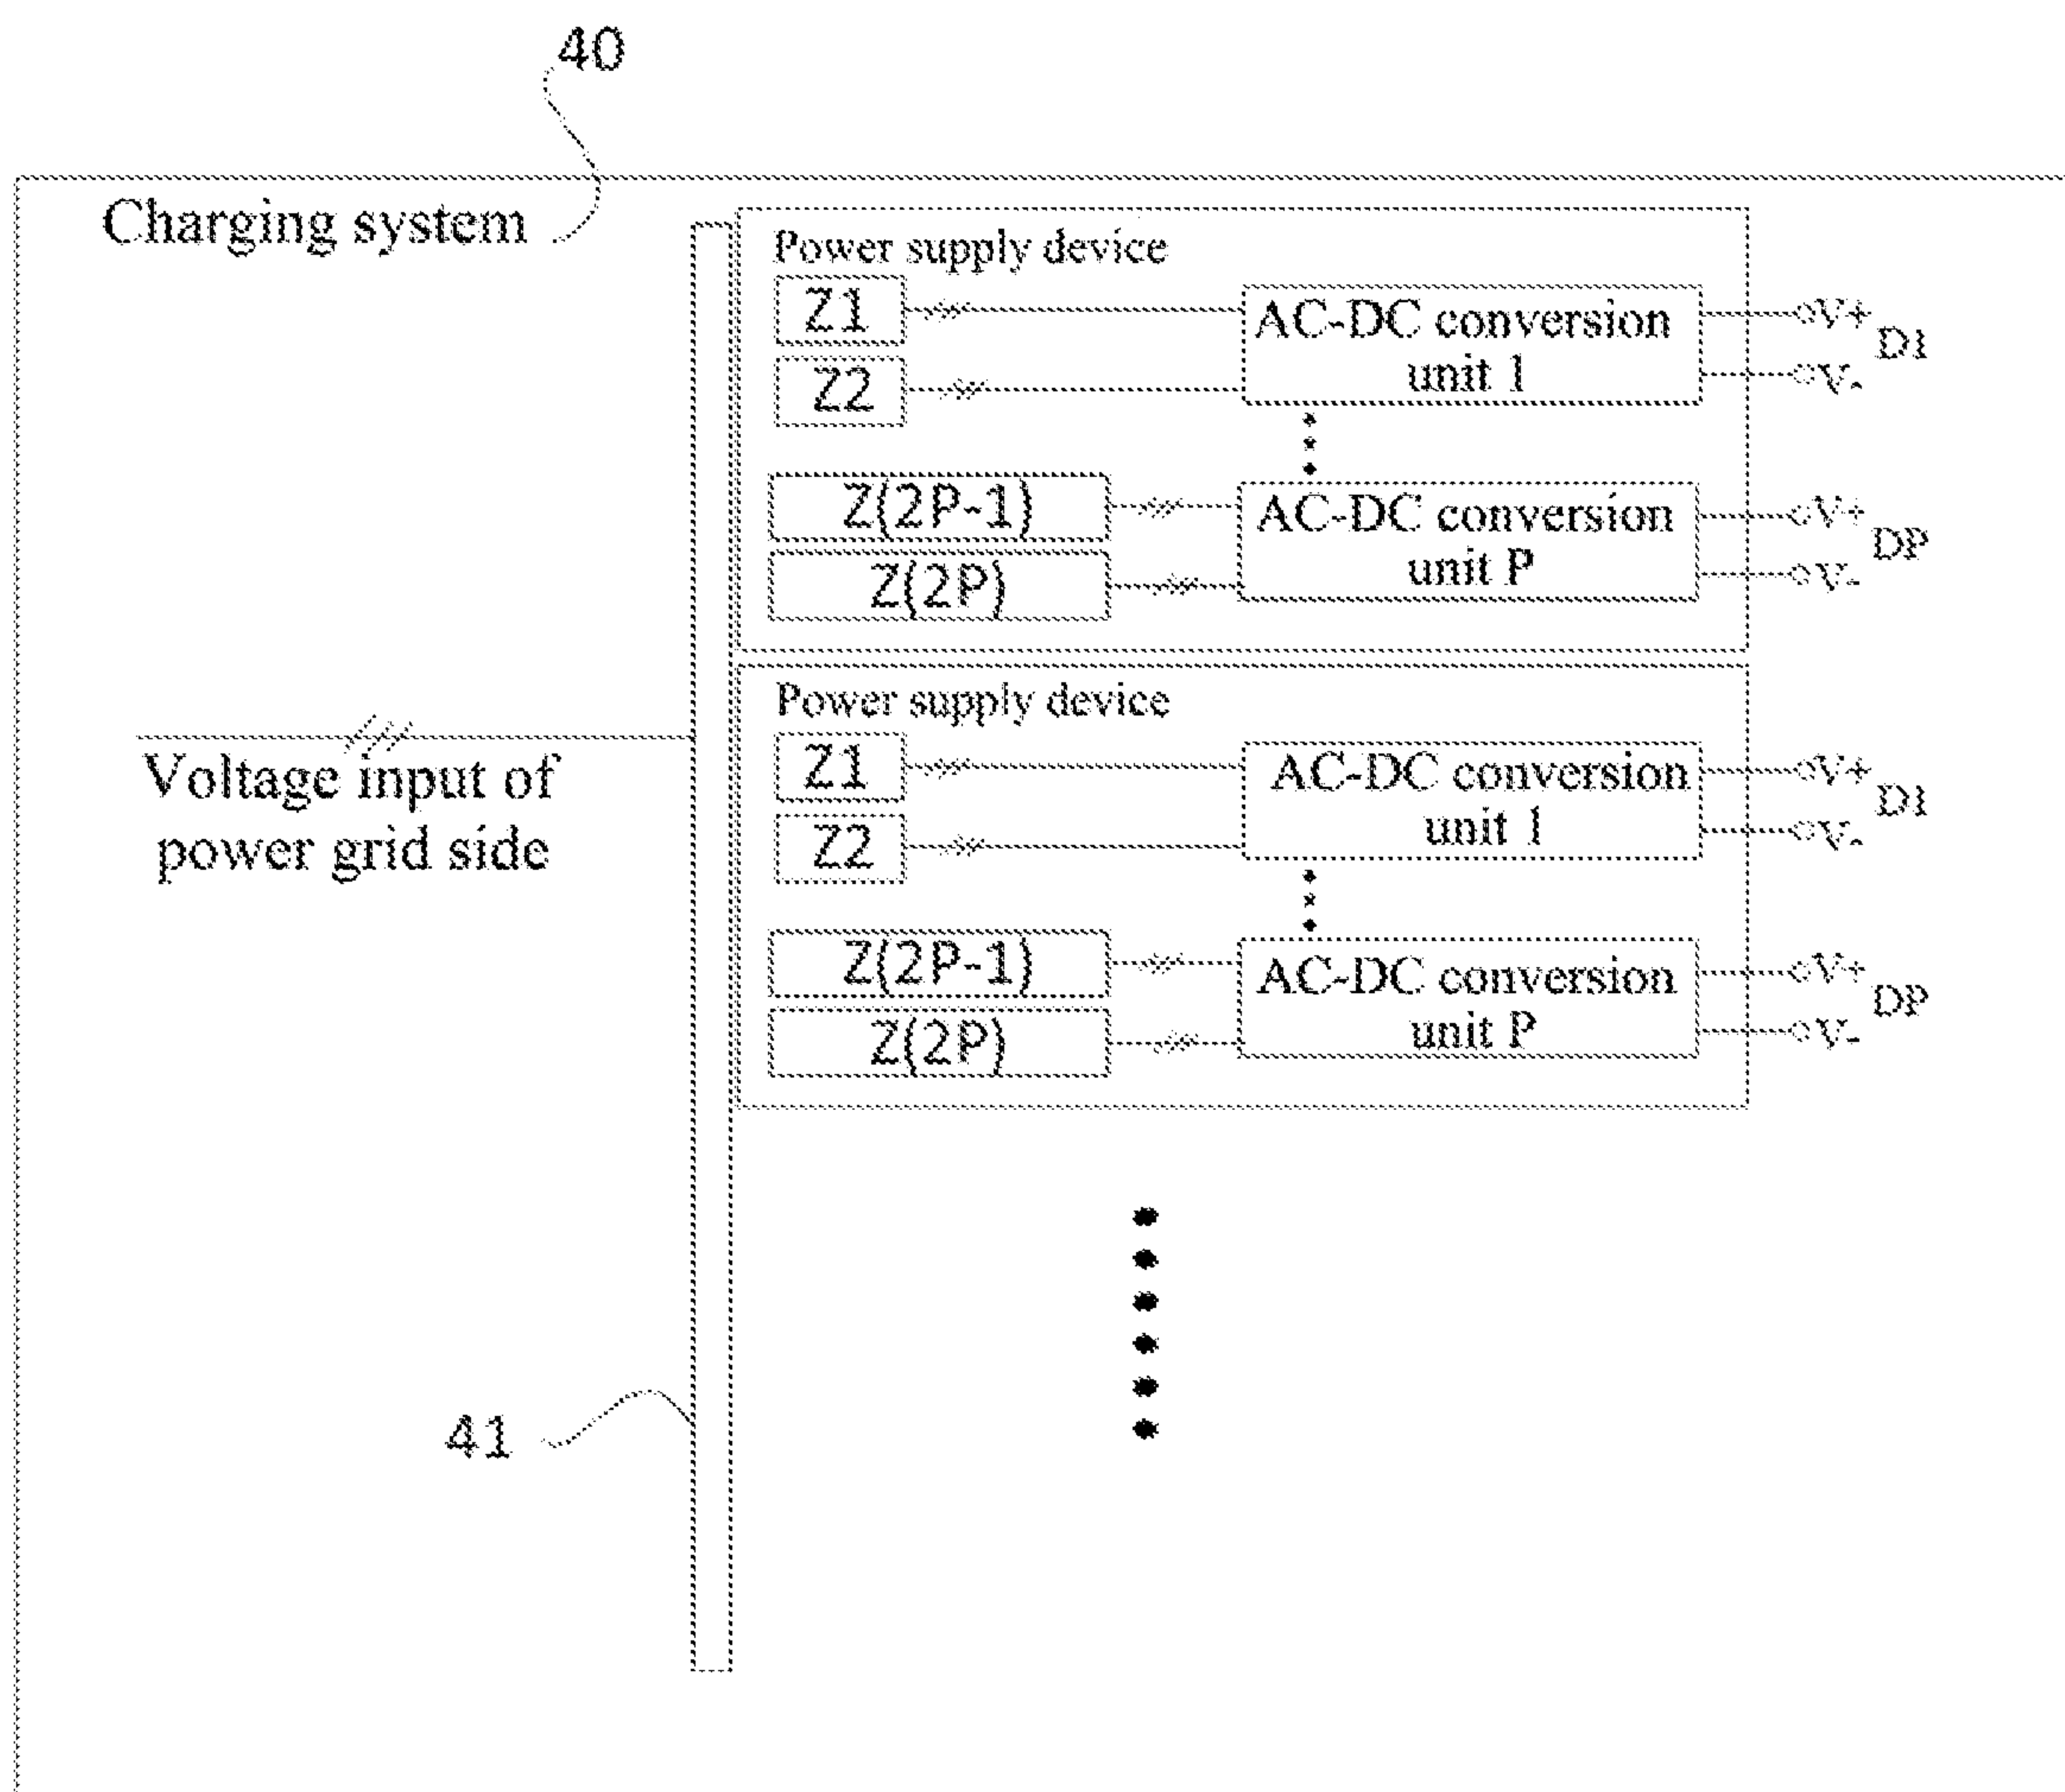 40
Charging system
Power supply device
Z1
Z2
AC-DC conversion
unit 1
V+
D1
V-
Z(2P-1)
Z(2P)
AC-DC conversion
unit P
V+
DP
V-
Voltage input of
power grid side
Power supply device
Z1
Z2
AC-DC conversion
unit 1
V+
D1
V-
Z(2P-1)
Z(2P)
AC-DC conversion
unit P
V+
DP
V-
41